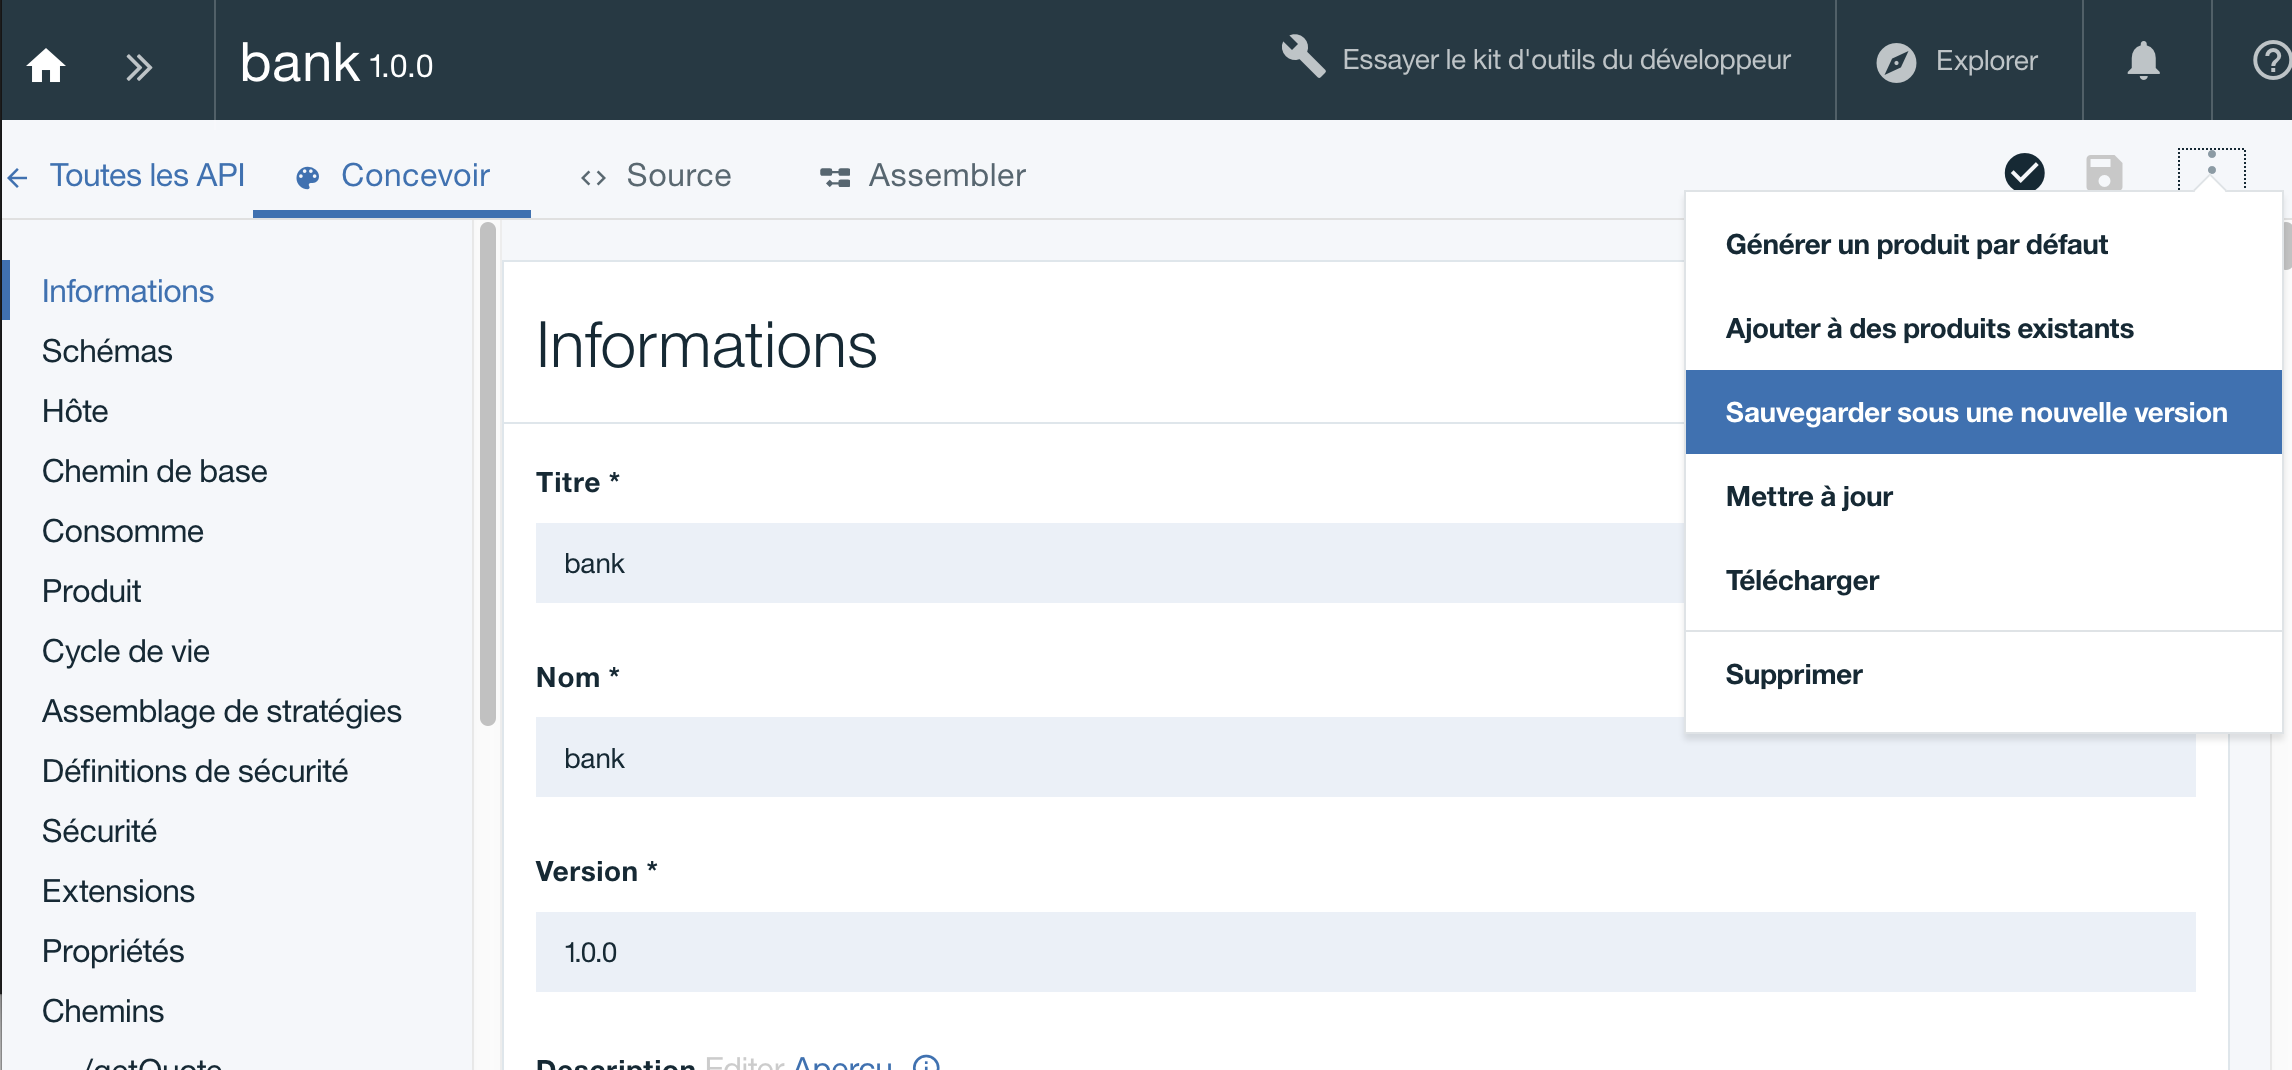 bank 1.0.0
Essayer le kit d'outils du développeur
Explorer
Toutes les API
Concevoir
Source
Assembler
Générer un produit par défaut
Ajouter à des produits existants
Sauvegarder sous une nouvelle version
Mettre à jour
Télécharger
Supprimer
Informations
Schémas
Hôte
Chemin de base
Consomme
Produit
Cycle de vie
Assemblage de stratégies
Définitions de sécurité
Sécurité
Extensions
Propriétés
Chemins
/getQuote
Informations
Titre *
bank
Nom *
bank
Version *
1.0.0
Description Editer Aperçu